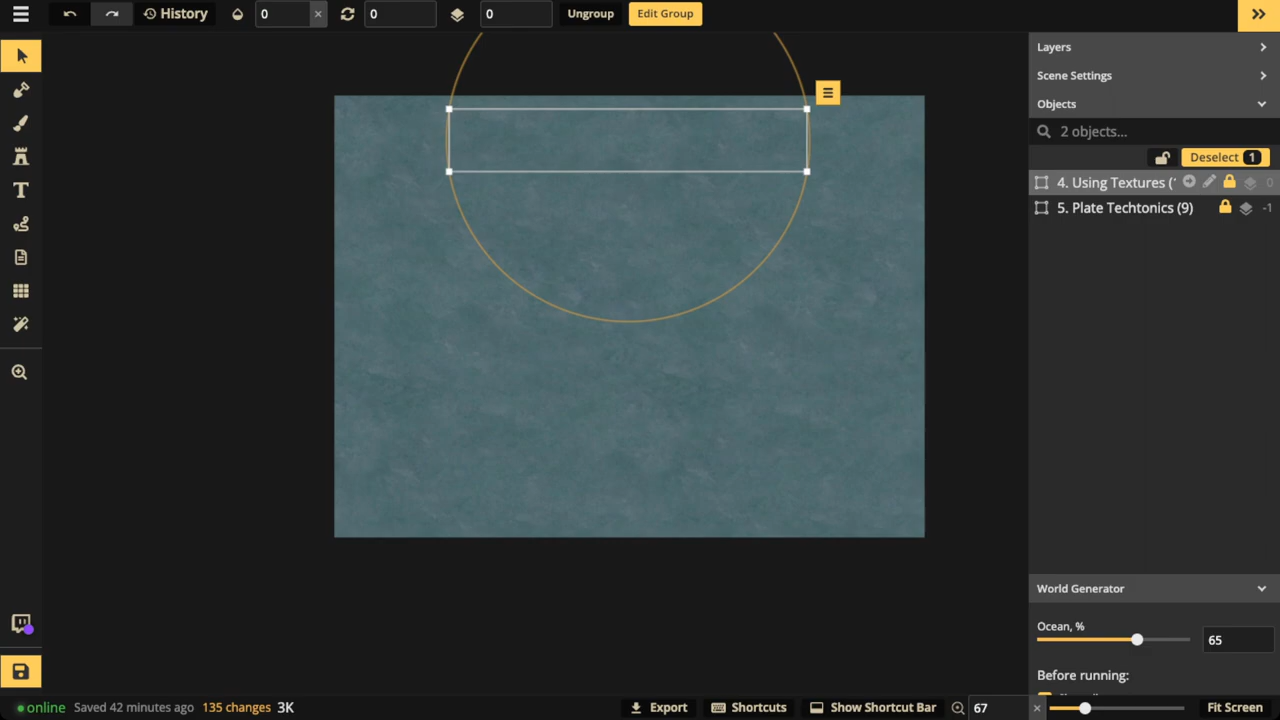 History 0 0 0 Ungroup Edit Group
Layers
Scene Settings
Objects
2 objects...
Deselect 1
4. Using Textures ( 0
5. Plate Techtonics (9) -1
World Generator
Ocean, %
65
Before running:
online Saved 42 minutes ago 135 changes 3K Export Shortcuts Show Shortcut Bar 67 Fit Screen